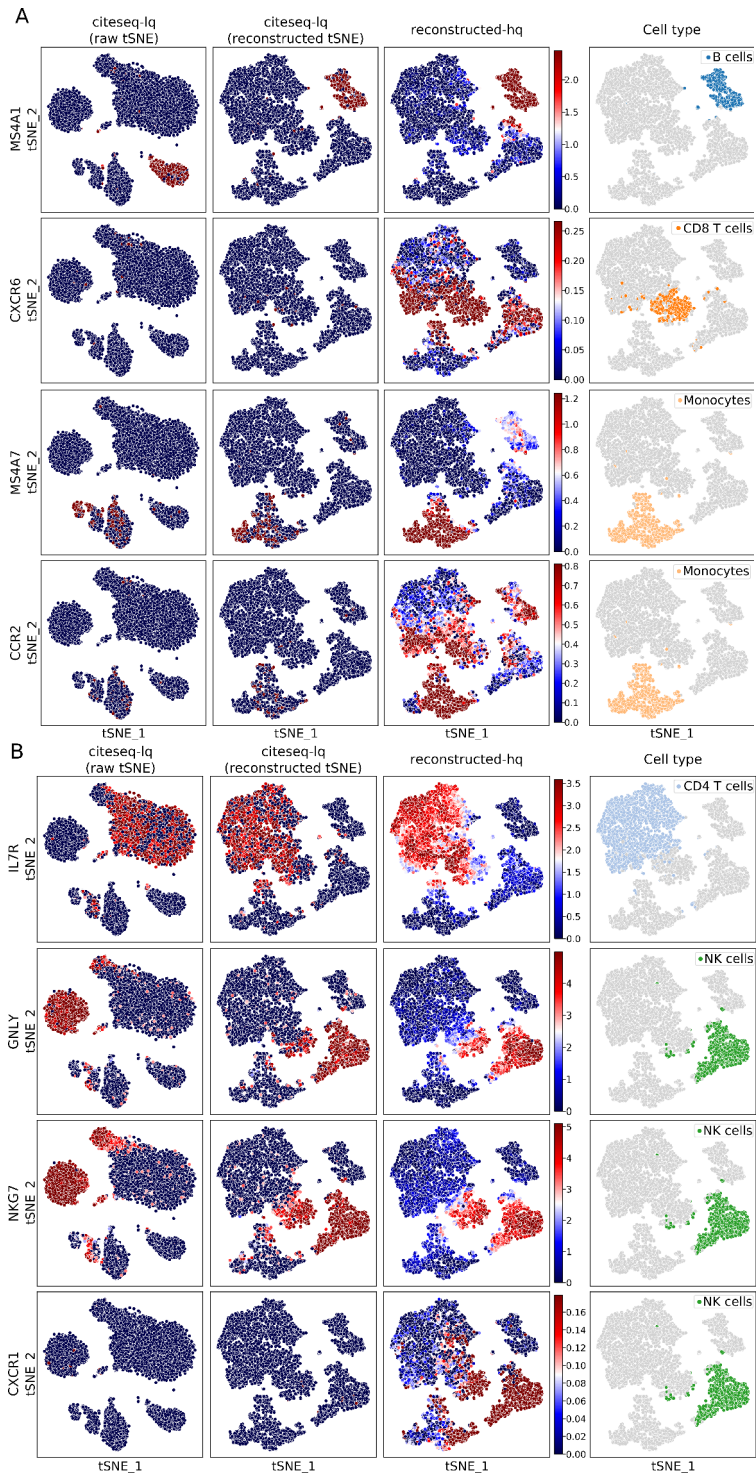 A
citeseq-lq
(raw tSNE)
citeseq-lq
(reconstructed tSNE)
reconstructed-hq
Cell type
MS4A1
tSNE_2
2.0
1.5
1.0
0.5
0.0
B cells
CXCR6
tSNE_2
0.25
0.20
0.15
0.10
0.05
0.00
CD8 T cells
MS4A7
tSNE_2
1.2
1.0
0.8
0.6
0.4
0.2
0.0
Monocytes
CCR2
tSNE_2
0.8
0.7
0.6
0.5
0.4
0.3
0.2
0.1
0.0
Monocytes
tSNE_1
tSNE_1
tSNE_1
tSNE_1
B
citeseq-lq
(raw tSNE)
citeseq-lq
(reconstructed tSNE)
reconstructed-hq
Cell type
IL7R
tSNE_2
3.5
3.0
2.5
2.0
1.5
1.0
0.5
0.0
CD4 T cells
GNLY
tSNE_2
4
3
2
1
0
NK cells
NKG7
tSNE_2
5
4
3
2
1
0
NK cells
CXCR1
tSNE_2
0.16
0.14
0.12
0.10
0.08
0.06
0.04
0.02
0.00
NK cells
tSNE_1
tSNE_1
tSNE_1
tSNE_1